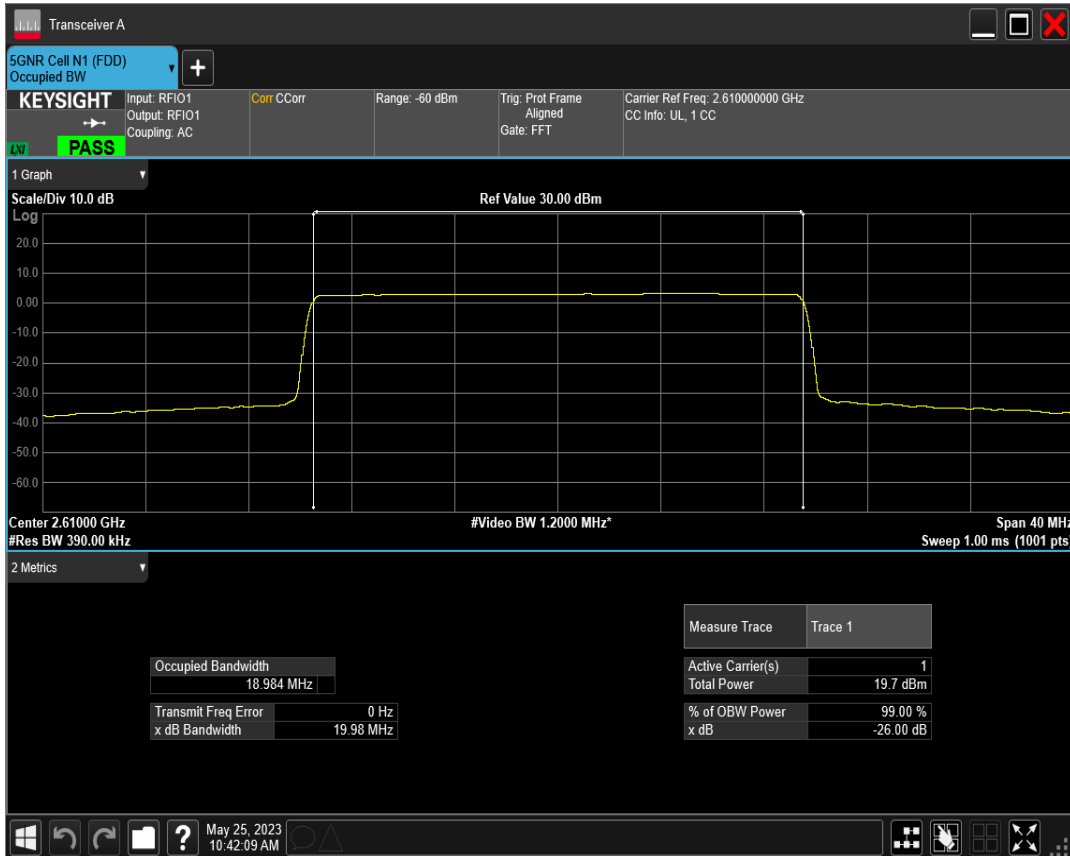 Transceiver A
5GNR Cell N1 (FDD)
Occupied BW
+
KEYSIGHT
LXI
PASS
Input: RFIO1
Output: RFIO1
Coupling: AC
Corr CCorr
Range: -60 dBm
Trig: Prot Frame
Aligned
Gate: FFT
Carrier Ref Freq: 2.610000000 GHz
CC Info: UL, 1 CC
1 Graph
Scale/Div 10.0 dB
Ref Value 30.00 dBm
Log
20.0
10.0
0.00
-10.0
-20.0
-30.0
-40.0
-50.0
-60.0
Center 2.61000 GHz
#Video BW 1.2000 MHz*
Span 40 MHz
#Res BW 390.00 kHz
Sweep 1.00 ms (1001 pts)
2 Metrics
Measure Trace Trace 1
Occupied Bandwidth
18.984 MHz
Active Carrier(s) 1
Total Power 19.7 dBm
Transmit Freq Error 0 Hz
x dB Bandwidth 19.98 MHz
% of OBW Power 99.00 %
x dB -26.00 dB
?
May 25, 2023
10:42:09 AM